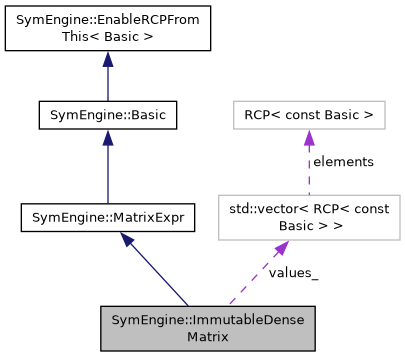 SymEngine::EnableRCPFrom
This< Basic >
SymEngine::Basic
RCP< const Basic >
elements
SymEngine::MatrixExpr
std::vector< RCP< const
Basic > >
values_
SymEngine::ImmutableDense
Matrix